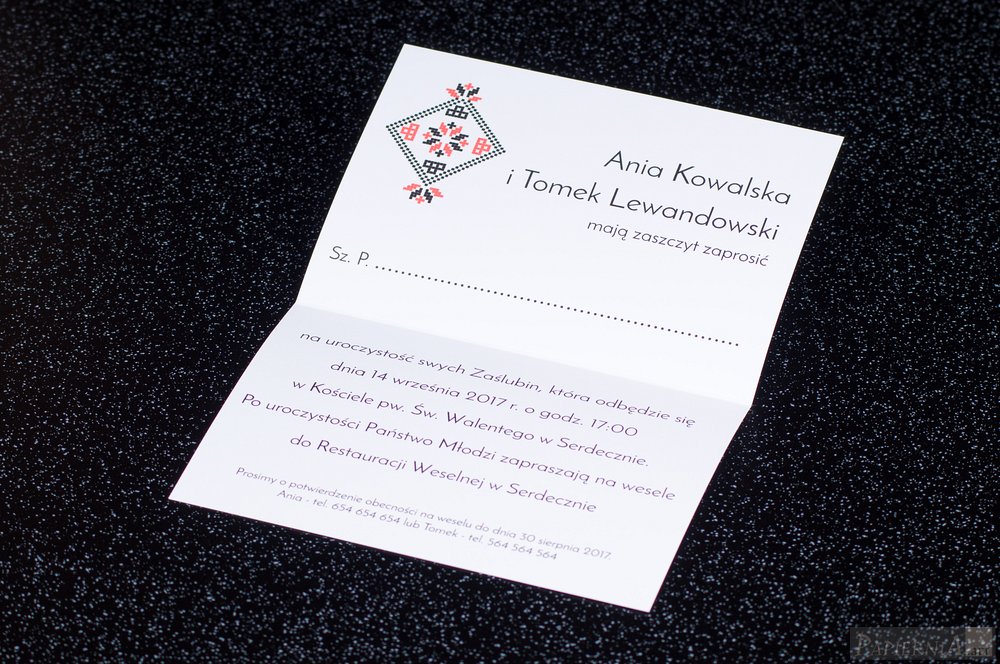 Ania Kowalska
i Tomek Lewandowski
mają zaszczyt zaprosić
Sz. P. ..........................................................
na uroczystość swych Zaślubin, która odbędzie się
dnia 14 września 2017 r. o godz. 17:00
w Kościele pw. Św. Walentego w Serdecznie.
Po uroczystości Państwo Młodzi zapraszają na wesele
do Restauracji Weselnej w Serdecznie
Prosimy o potwierdzenie obecności na weselu do dnia 30 sierpnia 2017.
Ania - tel. 654 654 654 lub Tomek - tel. 564 564 564
PAPIERNIA